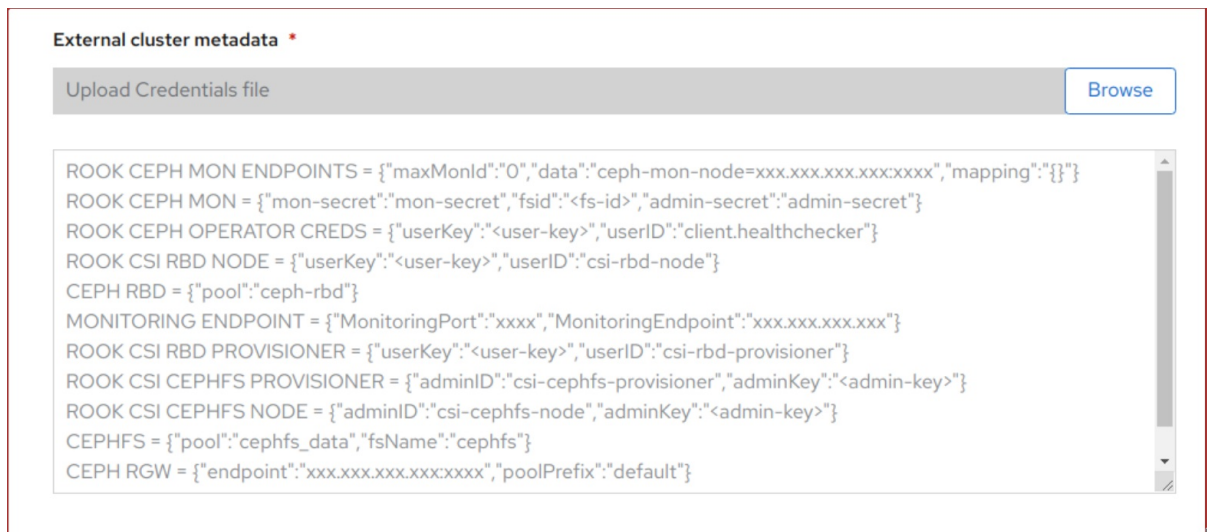 External cluster metadata *
Upload Credentials file
Browse
ROOK CEPH MON ENDPOINTS = {"maxMonId":"0","data":"ceph-mon-node=xxx.xxx.xxx.xxx:xxxx","mapping":"{}"}
ROOK CEPH MON = {"mon-secret":"mon-secret","fsid":"<fs-id>","admin-secret":"admin-secret"}
ROOK CEPH OPERATOR CREDS = {"userKey":"<user-key>","userID":"client.healthchecker"}
ROOK CSI RBD NODE = {"userKey":"<user-key>","userID":"csi-rbd-node"}
CEPH RBD = {"pool":"ceph-rbd"}
MONITORING ENDPOINT = {"MonitoringPort":"xxxx","MonitoringEndpoint":"xxx.xxx.xxx.xxx"}
ROOK CSI RBD PROVISIONER = {"userKey":"<user-key>","userID":"csi-rbd-provisioner"}
ROOK CSI CEPHFS PROVISIONER = {"adminID":"csi-cephfs-provisioner","adminKey":"<admin-key>"}
ROOK CSI CEPHFS NODE = {"adminID":"csi-cephfs-node","adminKey":"<admin-key>"}
CEPHFS = {"pool":"cephfs_data","fsName":"cephfs"}
CEPH RGW = {"endpoint":"xxx.xxx.xxx.xxx:xxxx","poolPrefix":"default"}